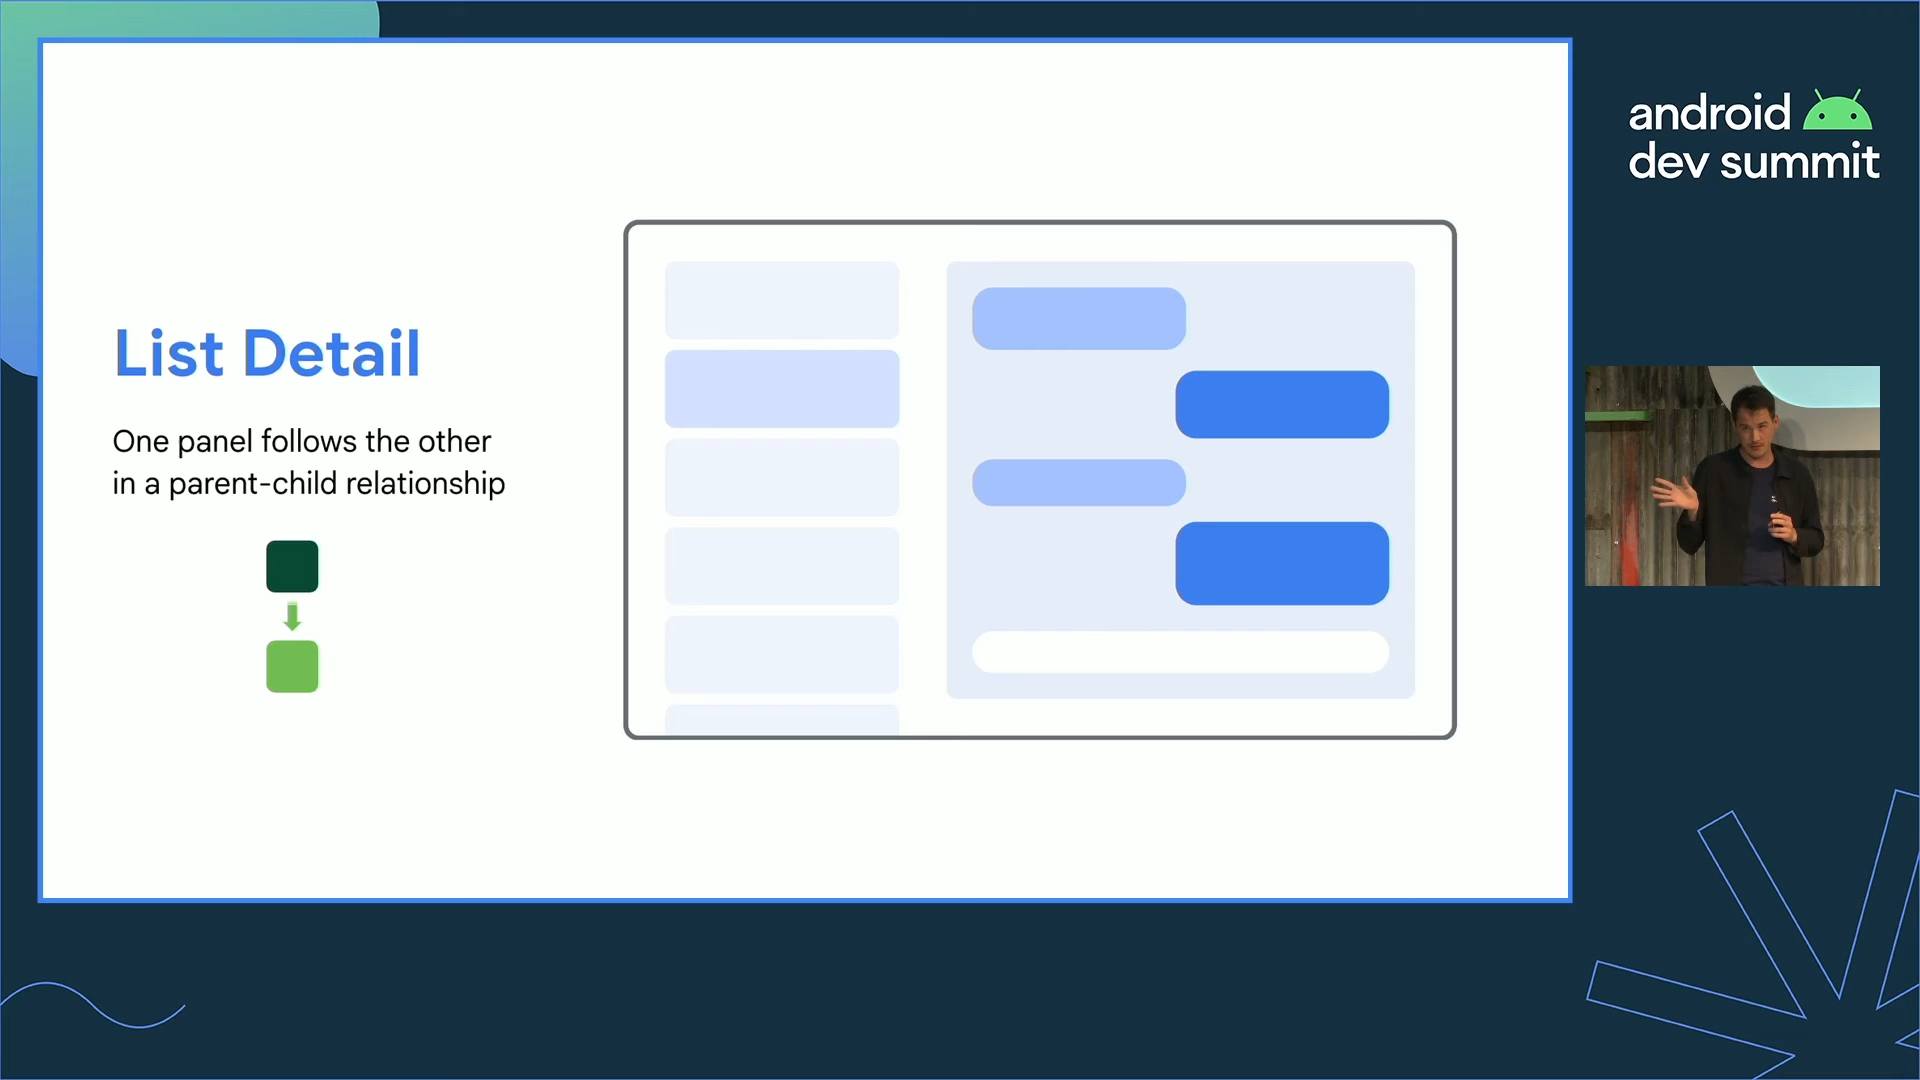 List Detail
One panel follows the other
in a parent-child relationship
android
dev summit